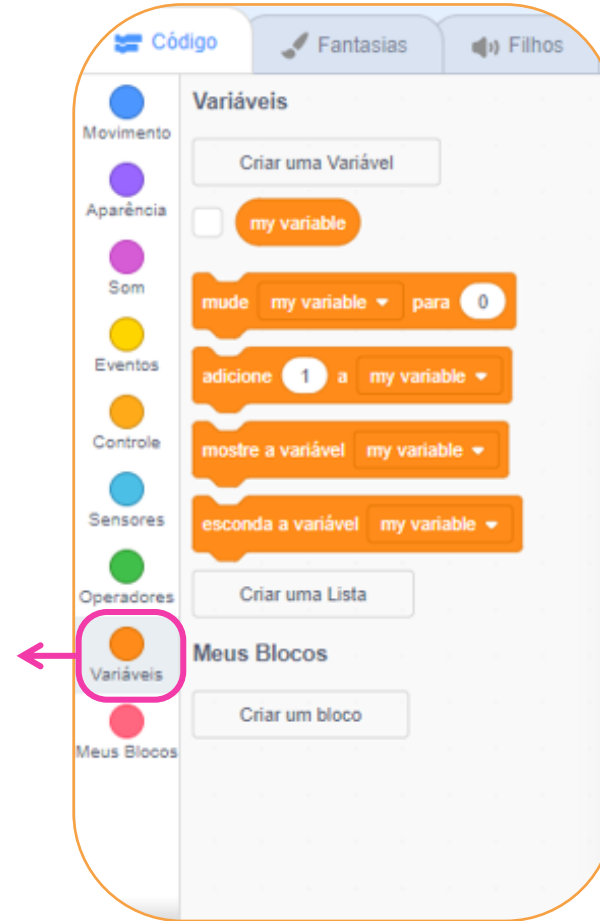 Código
Fantasias
Filhos
Movimento
Aparência
Som
Eventos
Controle
Sensores
Operadores
Variáveis
Meus Blocos
Variáveis
Criar uma Variável
my variable
mude my variable para 0
adicione 1 a my variable
mostre a variável my variable
esconda a variável my variable
Criar uma Lista
Meus Blocos
Criar um bloco